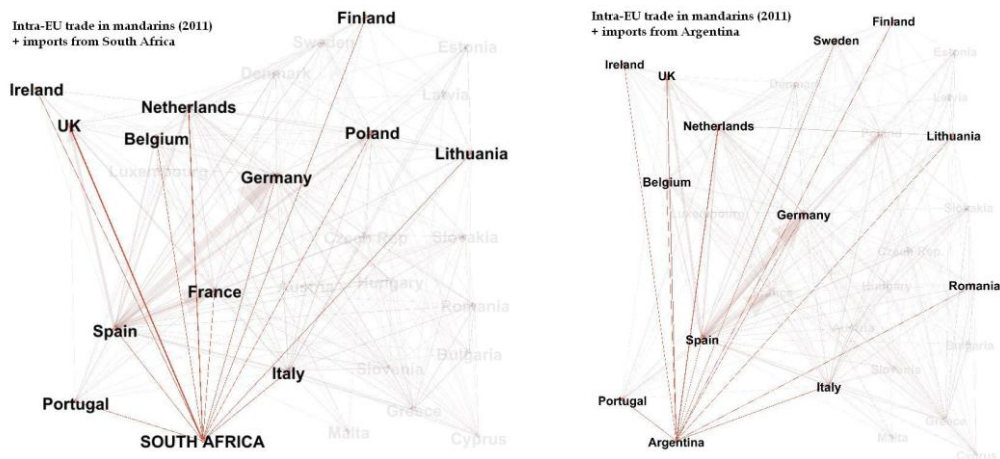 Intra-EU trade in mandarins (2011)
+ imports from South Africa
Finland
Sweden
Estonia
Denmark
Ireland
Latvia
Netherlands
UK
Belgium
Poland
Lithuania
Luxembourg
Germany
Czech Rep
Slovakia
Austria
Hungary
France
Romania
Spain
Bulgaria
Slovenia
Italy
Portugal
Greece
Malta
Cyprus
SOUTH AFRICA
Intra-EU trade in mandarins (2011)
+ imports from Argentina
Finland
Sweden
Estonia
Ireland
UK
Denmark
Latvia
Netherlands
Lithuania
Belgium
Luxembourg
Slovakia
Germany
Czech Rep
Hungary
Romania
Spain
Bulgaria
Slovenia
Italy
Portugal
Greece
Argentina
Malta
Cyprus